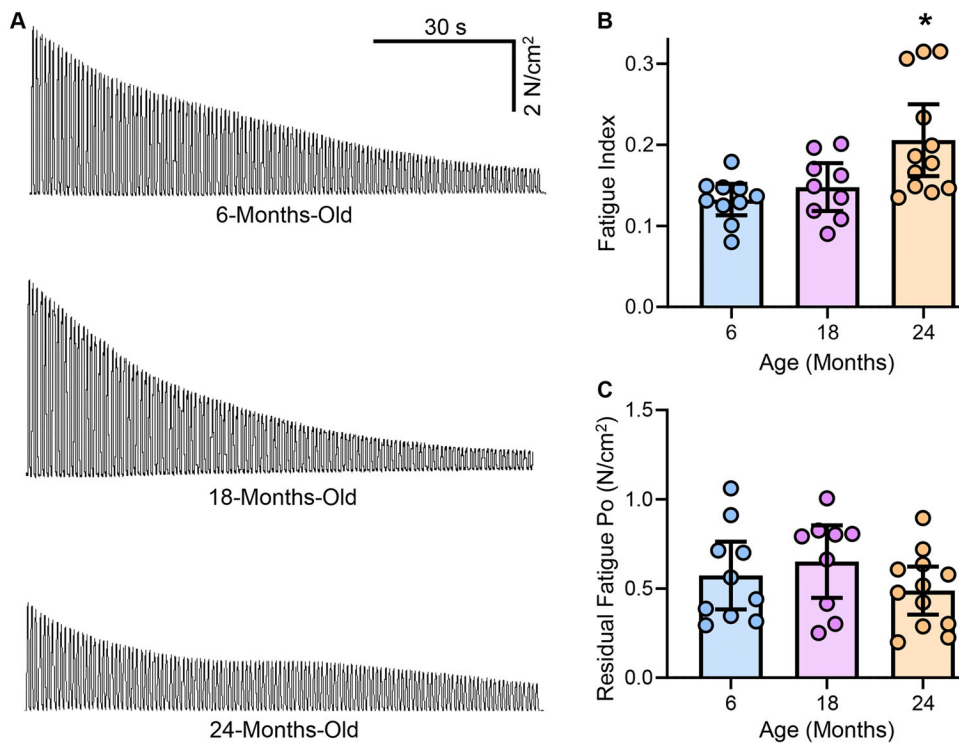 A
30 s
2 N/cm²
6-Months-Old
18-Months-Old
24-Months-Old
B
*
Fatigue Index
0.3
0.2
0.1
0.0
6 18 24
Age (Months)
C
Residual Fatigue Po (N/cm²)
1.5
1.0
0.5
0.0
6 18 24
Age (Months)